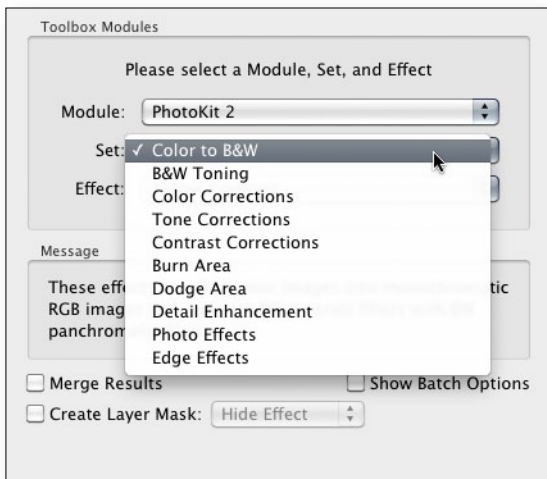 Toolbox Modules
Please select a Module, Set, and Effect
Module: PhotoKit 2
Set: ✓ Color to B&W
B&W Toning
Effect:
Color Corrections
Tone Corrections
Contrast Corrections
Burn Area
Dodge Area
Detail Enhancement
Photo Effects
Edge Effects
Message
These effe
RGB imag
panchrom
tic
Merge Results
Show Batch Options
Create Layer Mask: Hide Effect